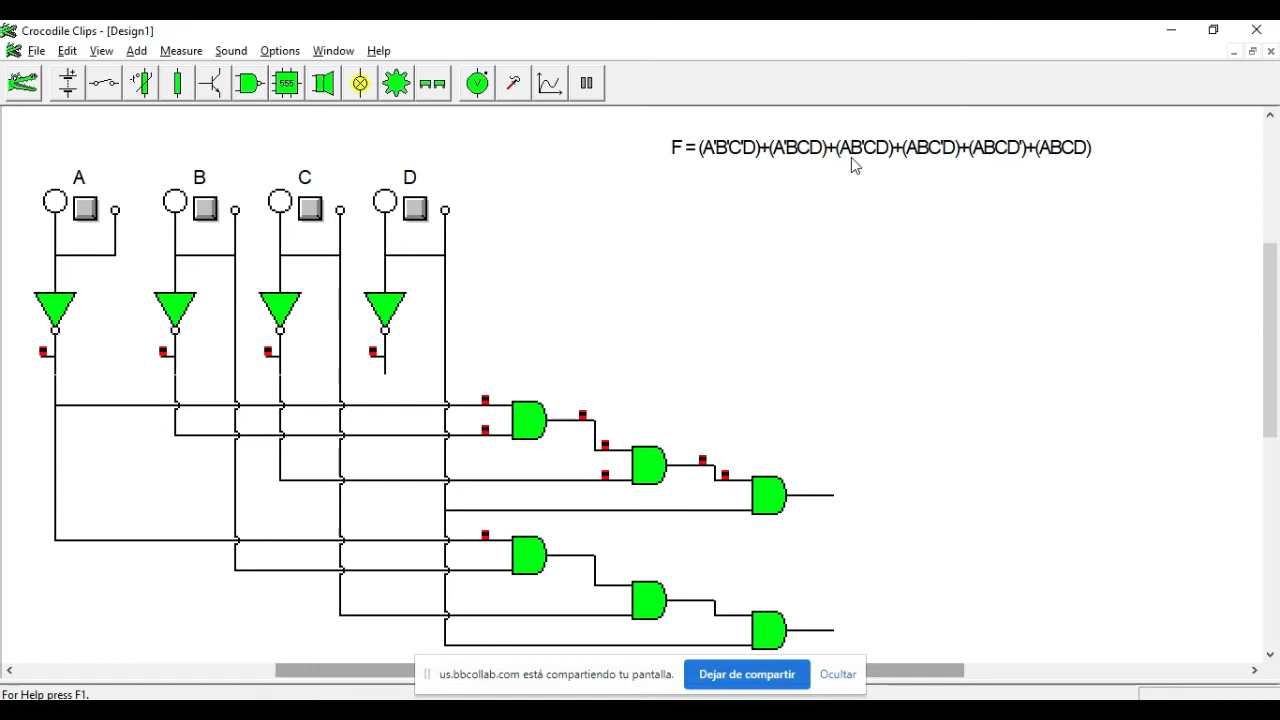 Crocodile Clips - [Design1]
File Edit View Add Measure Sound Options Window Help
555 V
F = (A'B'C'D)+(A'BCD)+(AB'CD)+(ABC'D)+(ABCD')+(ABCD)
A B C D
us.bbcollab.com está compartiendo tu pantalla. Dejar de compartir Ocultar
For Help press F1.